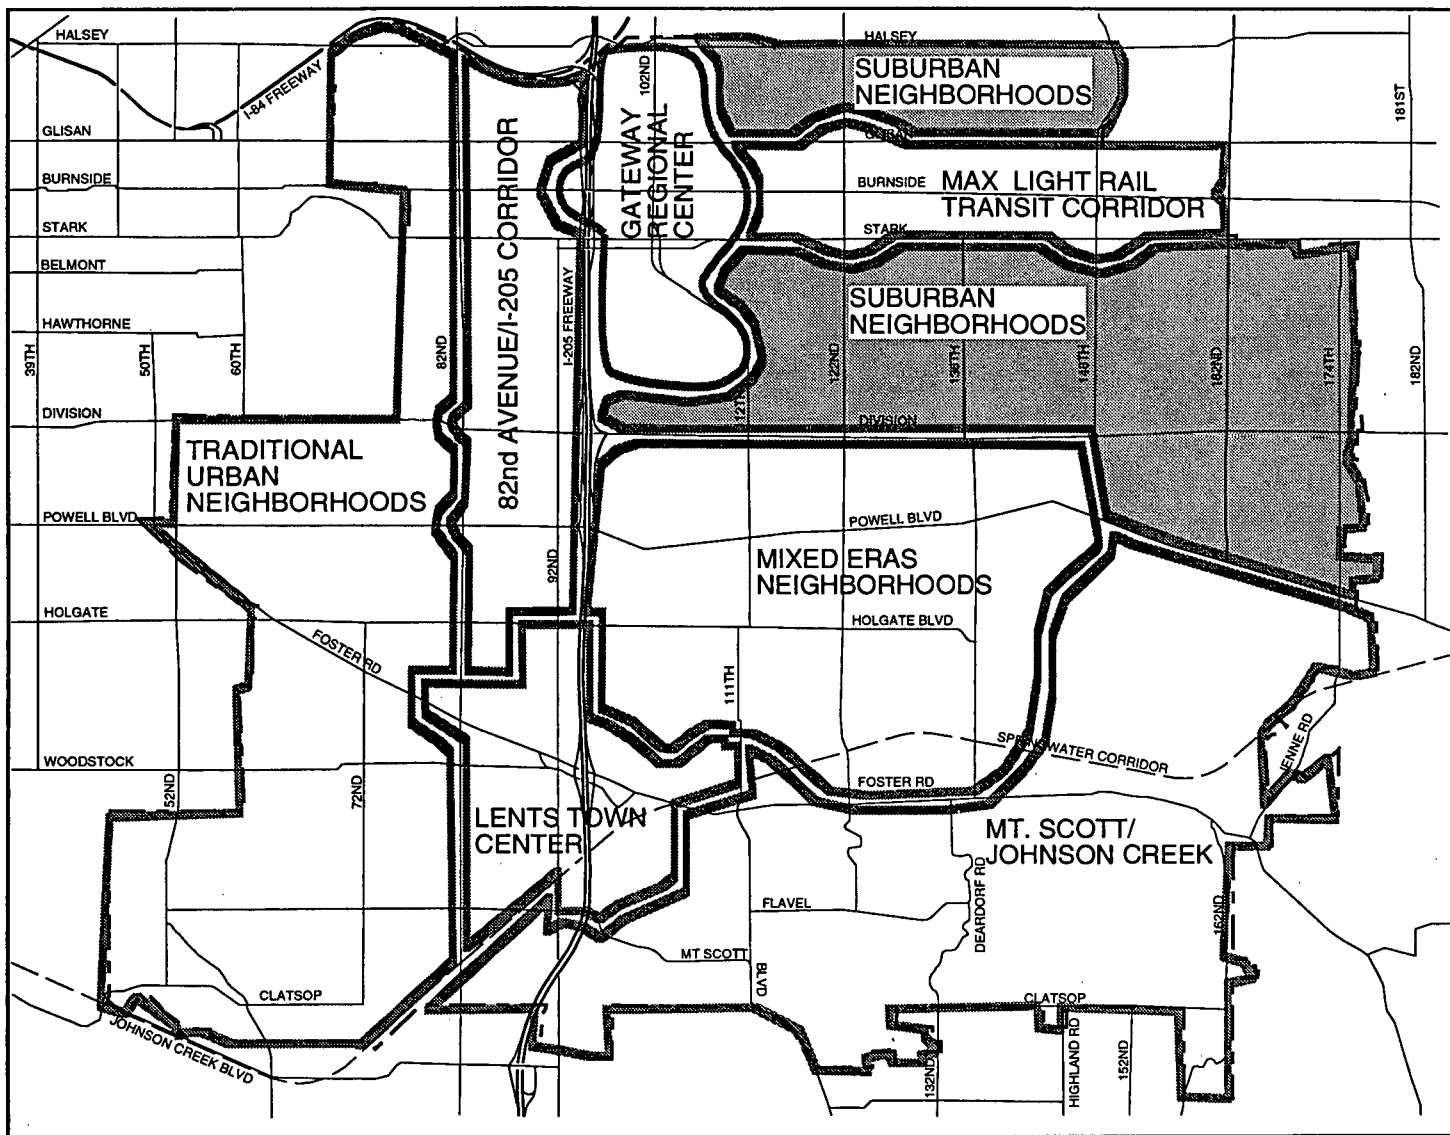 HALSEY
HALSEY
I-84 FREEWAY
102ND
SUBURBAN
NEIGHBORHOODS
181ST
GLISAN
GLISAN
82nd AVENUE/I-205 CORRIDOR
GATEWAY
REGIONAL
CENTER
BURNSIDE
BURNSIDE
MAX LIGHT RAIL
TRANSIT CORRIDOR
STARK
STARK
BELMONT
HAWTHORNE
SUBURBAN
NEIGHBORHOODS
39TH
50TH
60TH
82ND
I-205 FREEWAY
112TH
122ND
136TH
148TH
162ND
174TH
182ND
DIVISION
DIVISION
TRADITIONAL
URBAN
NEIGHBORHOODS
POWELL BLVD
POWELL BLVD
92ND
MIXED ERAS
NEIGHBORHOODS
HOLGATE
HOLGATE BLVD
FOSTER RD
111TH
SPRINGWATER CORRIDOR
JENNE RD
WOODSTOCK
52ND
72ND
FOSTER RD
LENTS TOWN
CENTER
MT. SCOTT/
JOHNSON CREEK
FLAVEL
DEARDORF RD
162ND
MT SCOTT
BLVD
CLATSOP
CLATSOP
JOHNSON CREEK BLVD
132ND
HIGHLAND RD
152ND